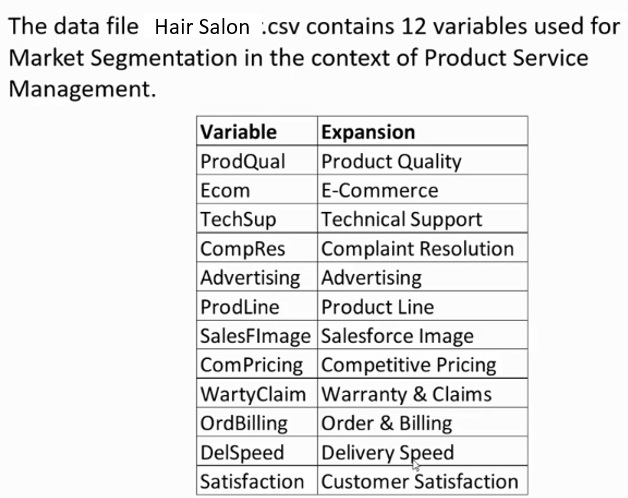 The data file Hair Salon .csv contains 12 variables used for
Market Segmentation in the context of Product Service
Management.
Variable Expansion
ProdQual Product Quality
Ecom E-Commerce
TechSup Technical Support
CompRes Complaint Resolution
Advertising Advertising
ProdLine Product Line
SalesFImage Salesforce Image
ComPricing Competitive Pricing
WartyClaim Warranty & Claims
OrdBilling Order & Billing
DelSpeed Delivery Speed
Satisfaction Customer Satisfaction